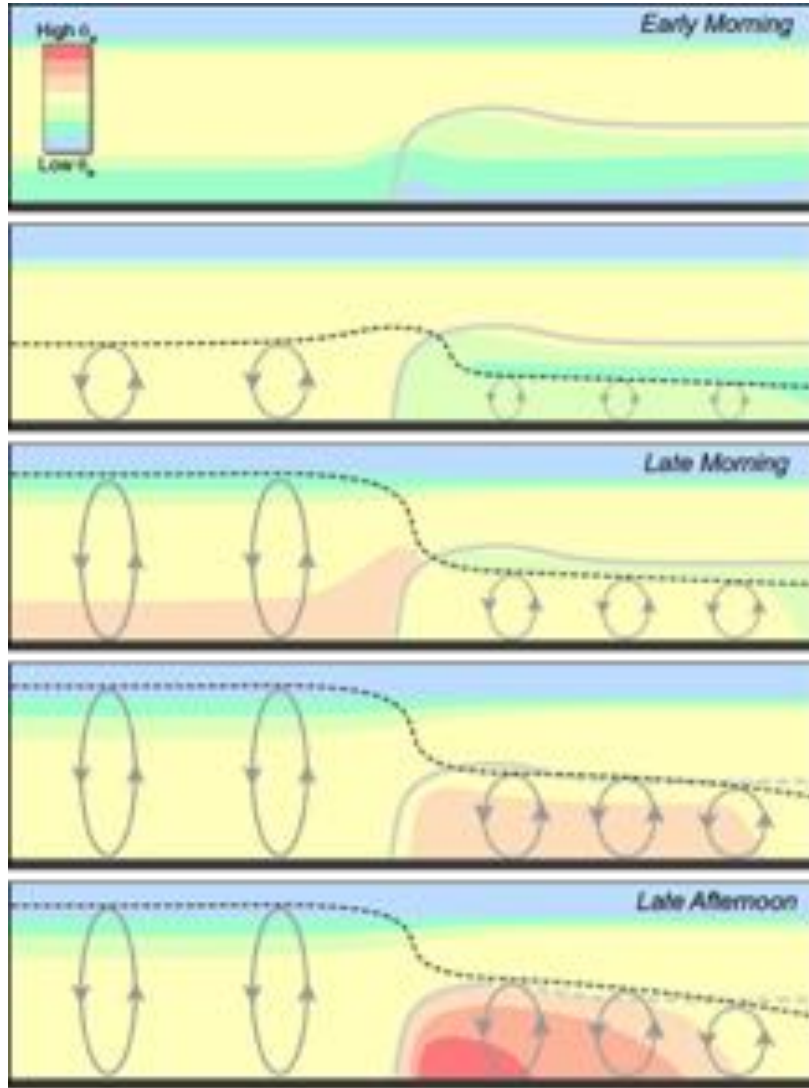 Early Morning
High θₑ
Low θₑ
Late Morning
Late Afternoon